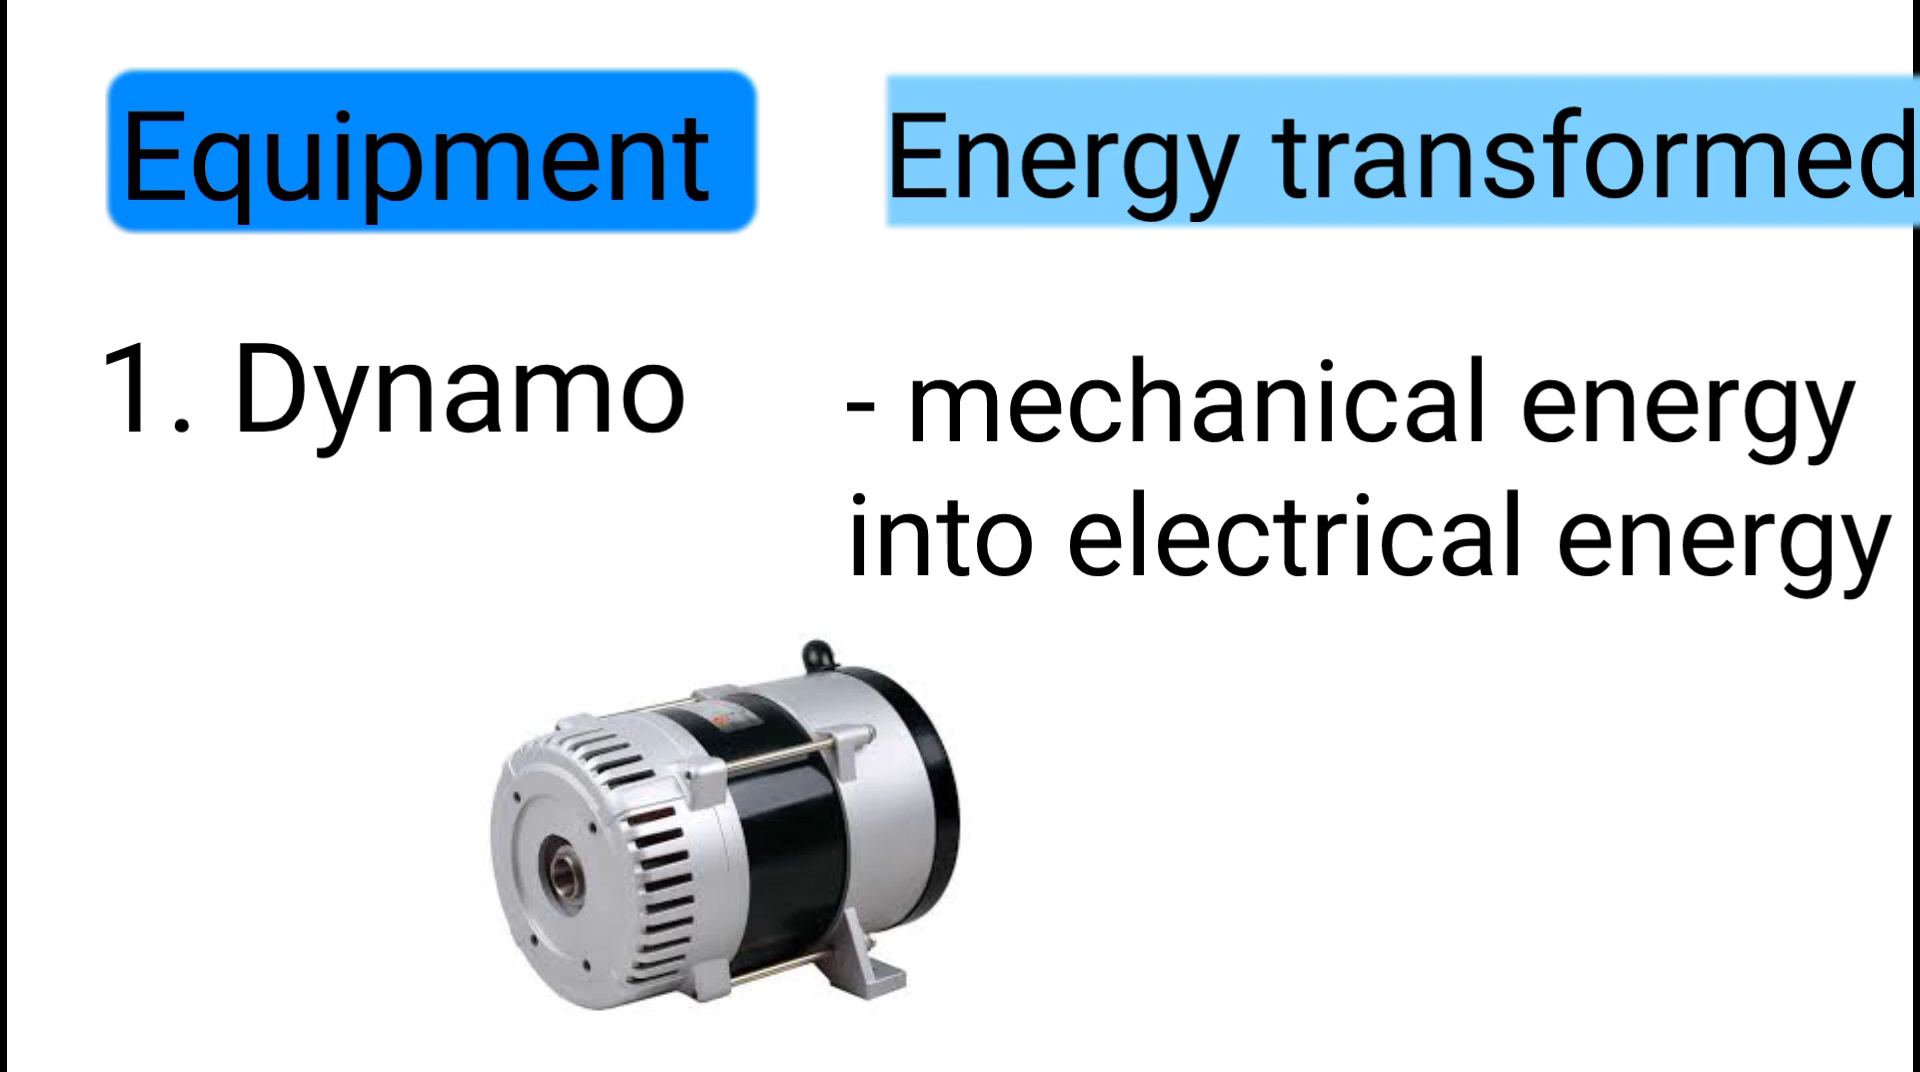 Equipment
Energy transformed
1. Dynamo
- mechanical energy
into electrical energy